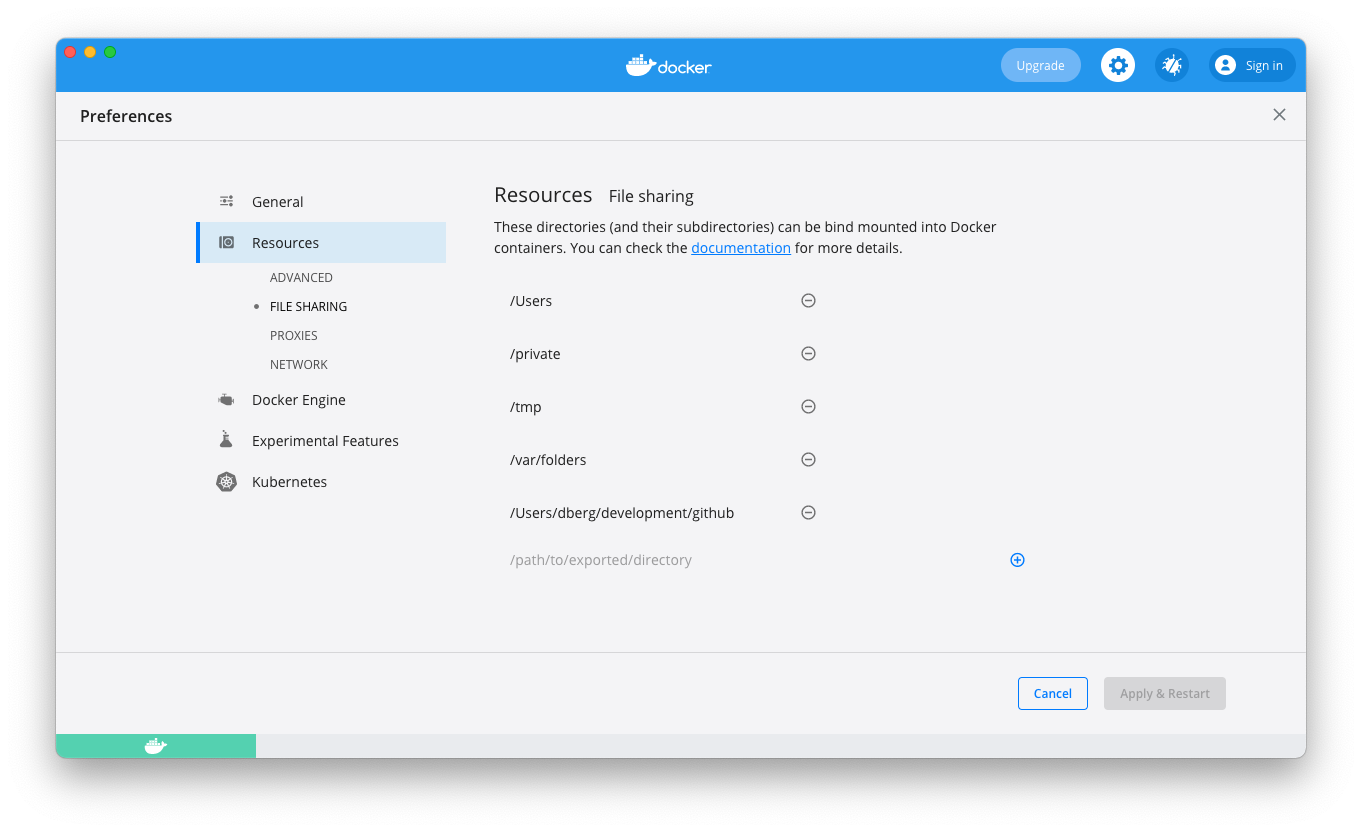 docker
Upgrade
Sign in
Preferences
General
Resources
ADVANCED
FILE SHARING
PROXIES
NETWORK
Docker Engine
Experimental Features
Kubernetes
Resources File sharing
These directories (and their subdirectories) can be bind mounted into Docker
containers. You can check the documentation for more details.
/Users
/private
/tmp
/var/folders
/Users/dberg/development/github
/path/to/exported/directory
Cancel
Apply & Restart